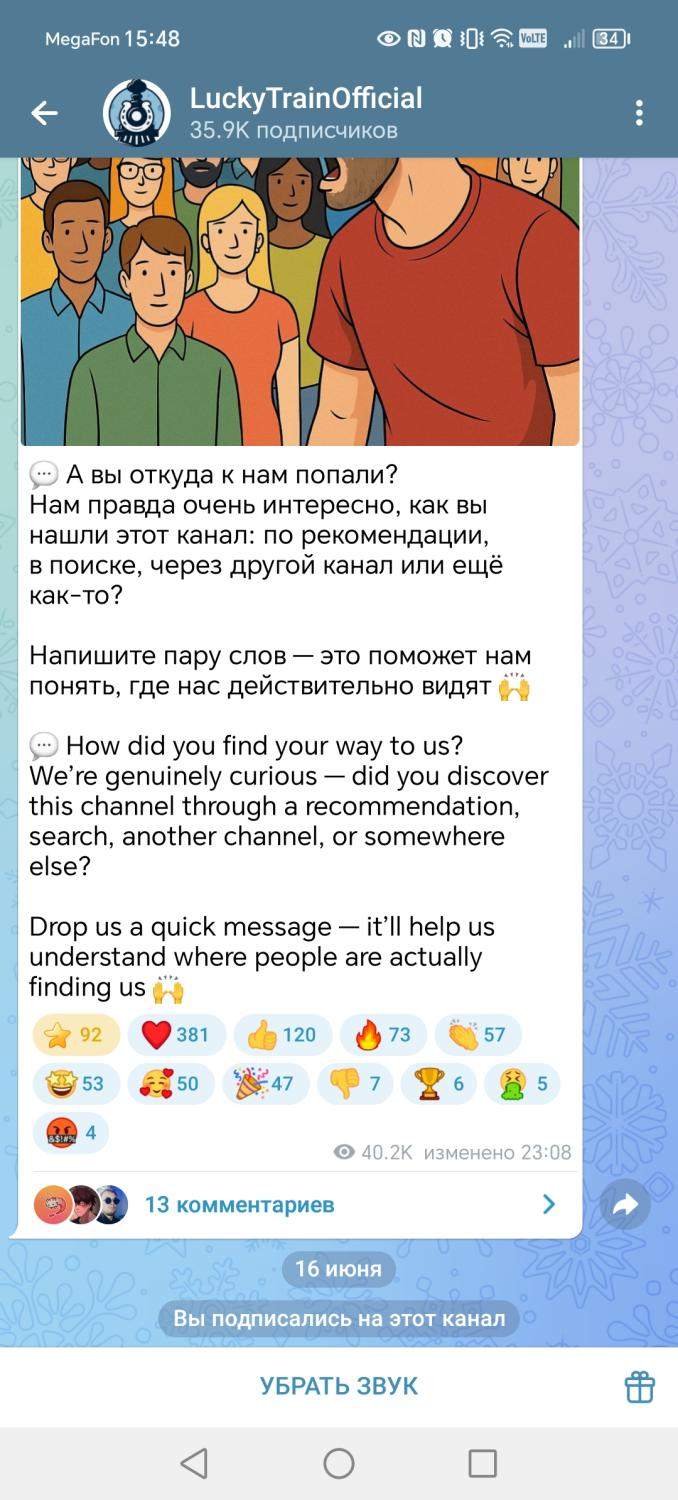 MegaFon 15:48
VoLTE
34
LuckyTrainOfficial
35.9K подписчиков
💬 А вы откуда к нам попали?
Нам правда очень интересно, как вы
нашли этот канал: по рекомендации,
в поиске, через другой канал или ещё
как-то?
Напишите пару слов — это поможет нам
понять, где нас действительно видят 🙌
💬 How did you find your way to us?
We’re genuinely curious — did you discover
this channel through a recommendation,
search, another channel, or somewhere
else?
Drop us a quick message — it’ll help us
understand where people are actually
finding us 🙌
⭐ 92 ❤️ 381 👍 120 🔥 73 👏 57
🤩 53 🥰 50 🎉 47 👎 7 🏆 6 🤮 5
🤬 4
40.2K изменено 23:08
13 комментариев
16 июня
Вы подписались на этот канал
УБРАТЬ ЗВУК